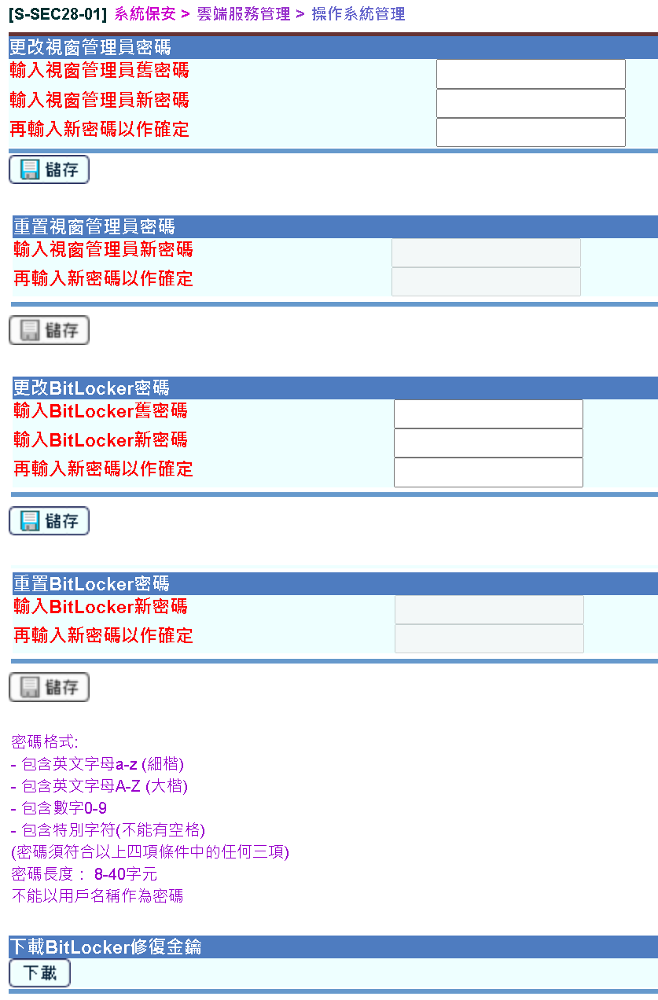 [S-SEC28-01] 系統保安 > 雲端服務管理 > 操作系統管理
更改視窗管理員密碼
輸入視窗管理員舊密碼
輸入視窗管理員新密碼
再輸入新密碼以作確定
儲存
重置視窗管理員密碼
輸入視窗管理員新密碼
再輸入新密碼以作確定
儲存
更改BitLocker密碼
輸入BitLocker舊密碼
輸入BitLocker新密碼
再輸入新密碼以作確定
儲存
重置BitLocker密碼
輸入BitLocker新密碼
再輸入新密碼以作確定
儲存
密碼格式:
- 包含英文字母a-z (細楷)
- 包含英文字母A-Z (大楷)
- 包含數字0-9
- 包含特別字符(不能有空格)
(密碼須符合以上四項條件中的任何三項)
密碼長度： 8-40字元
不能以用戶名稱作為密碼
下載BitLocker修復金鑰
下載